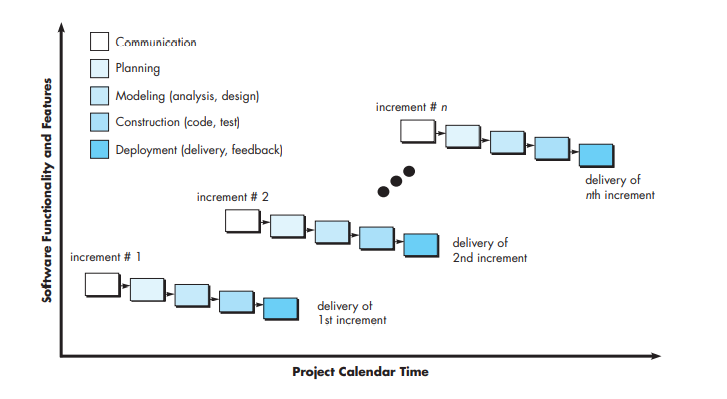 Communication
Planning
Modeling (analysis, design)
Construction (code, test)
Deployment (delivery, feedback)
Software Functionality and Features
increment # n
delivery of
nth increment
increment # 2
delivery of
2nd increment
increment # 1
delivery of
1st increment
Project Calendar Time